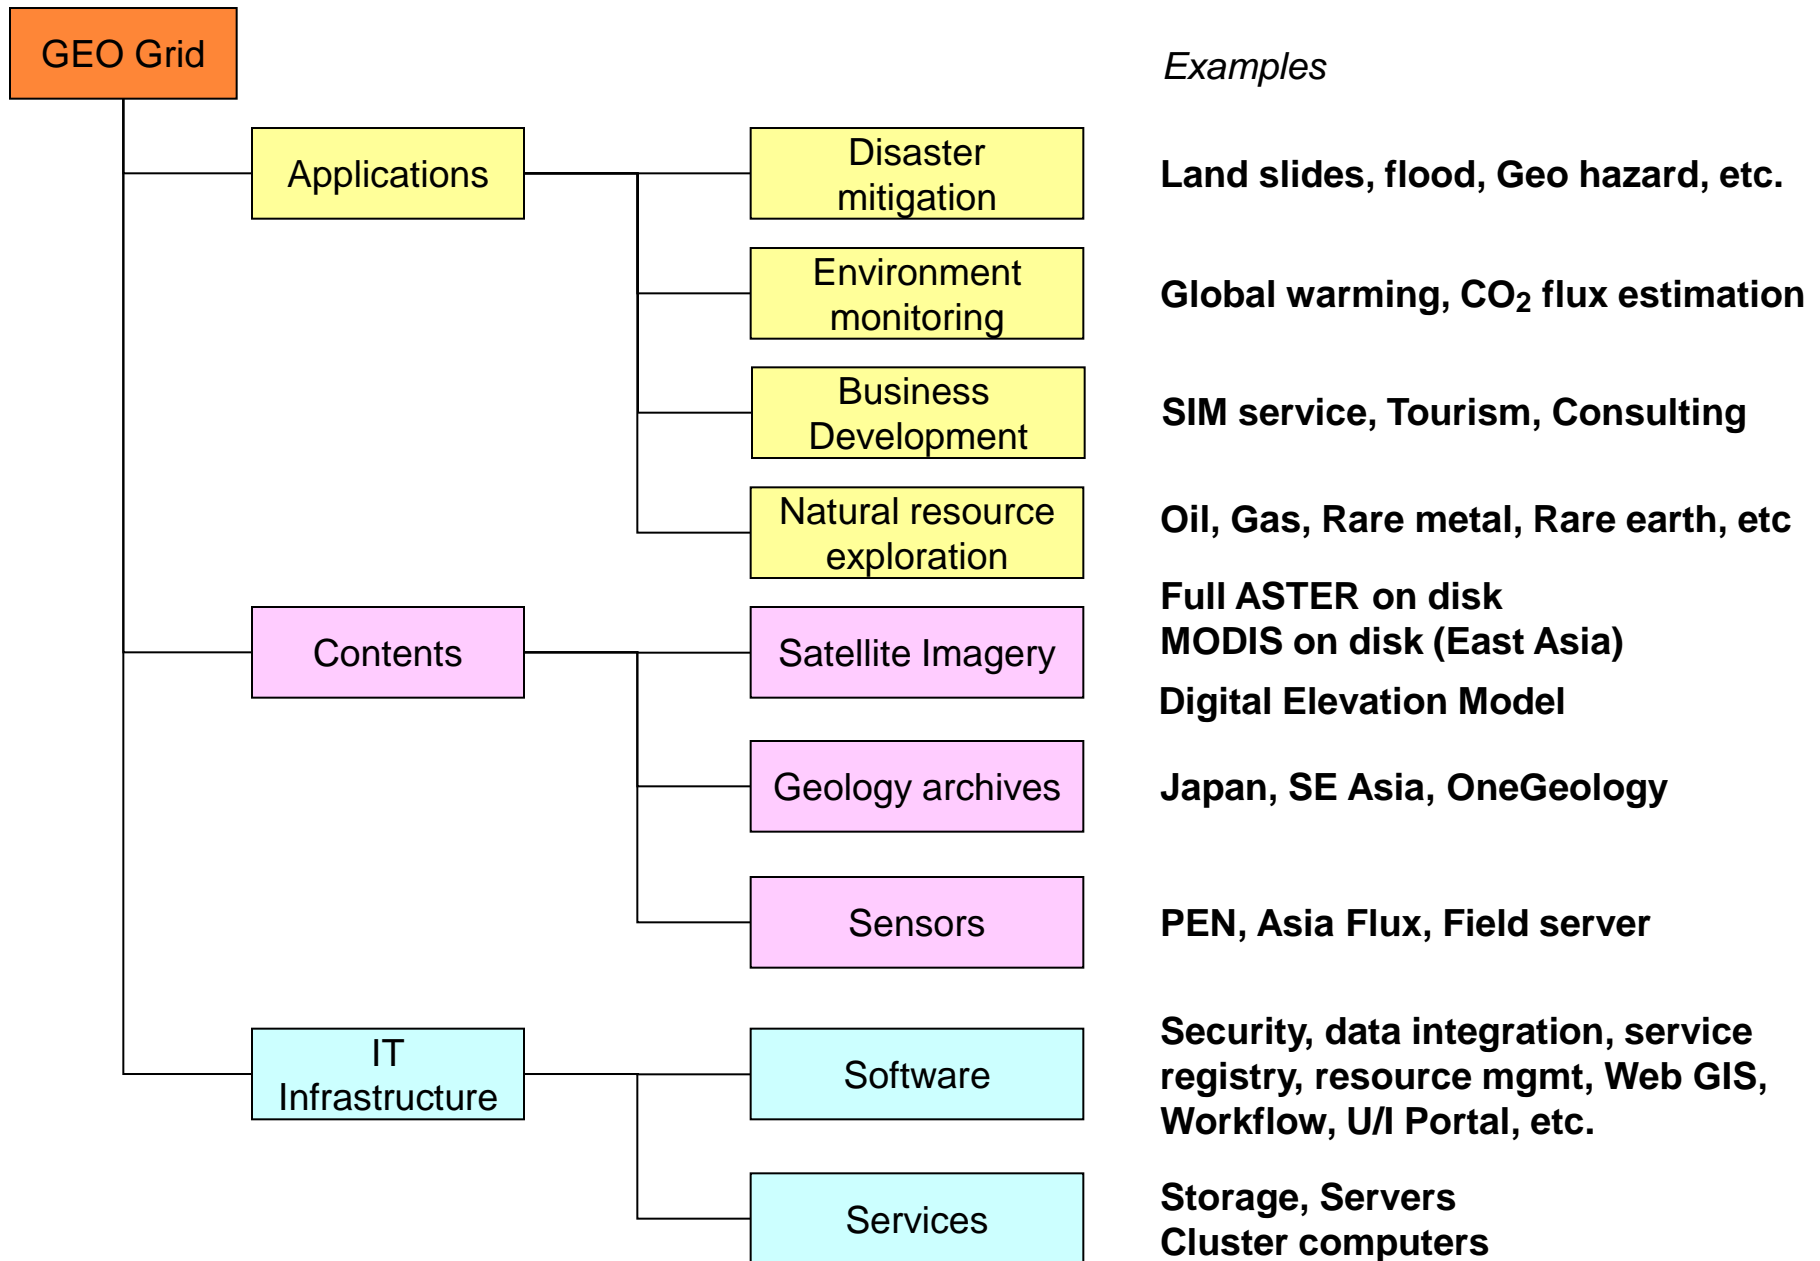 GEO Grid
Examples
Applications
Disaster
mitigation
Land slides, flood, Geo hazard, etc.
Environment
monitoring
Global warming, CO₂ flux estimation
Business
Development
SIM service, Tourism, Consulting
Natural resource
exploration
Oil, Gas, Rare metal, Rare earth, etc
Contents
Satellite Imagery
Full ASTER on disk
MODIS on disk (East Asia)
Digital Elevation Model
Geology archives
Japan, SE Asia, OneGeology
Sensors
PEN, Asia Flux, Field server
IT
Infrastructure
Software
Security, data integration, service
registry, resource mgmt, Web GIS,
Workflow, U/I Portal, etc.
Services
Storage, Servers
Cluster computers